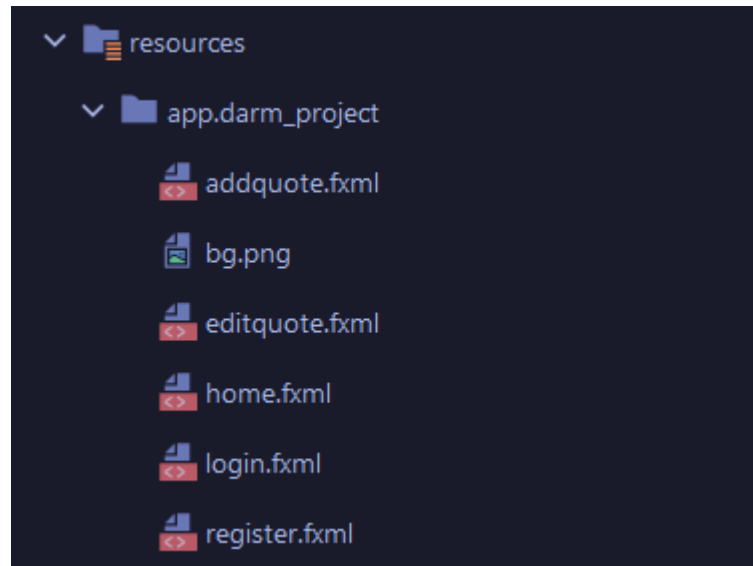 resources
app.darm_project
addquote.fxml
bg.png
editquote.fxml
home.fxml
login.fxml
register.fxml